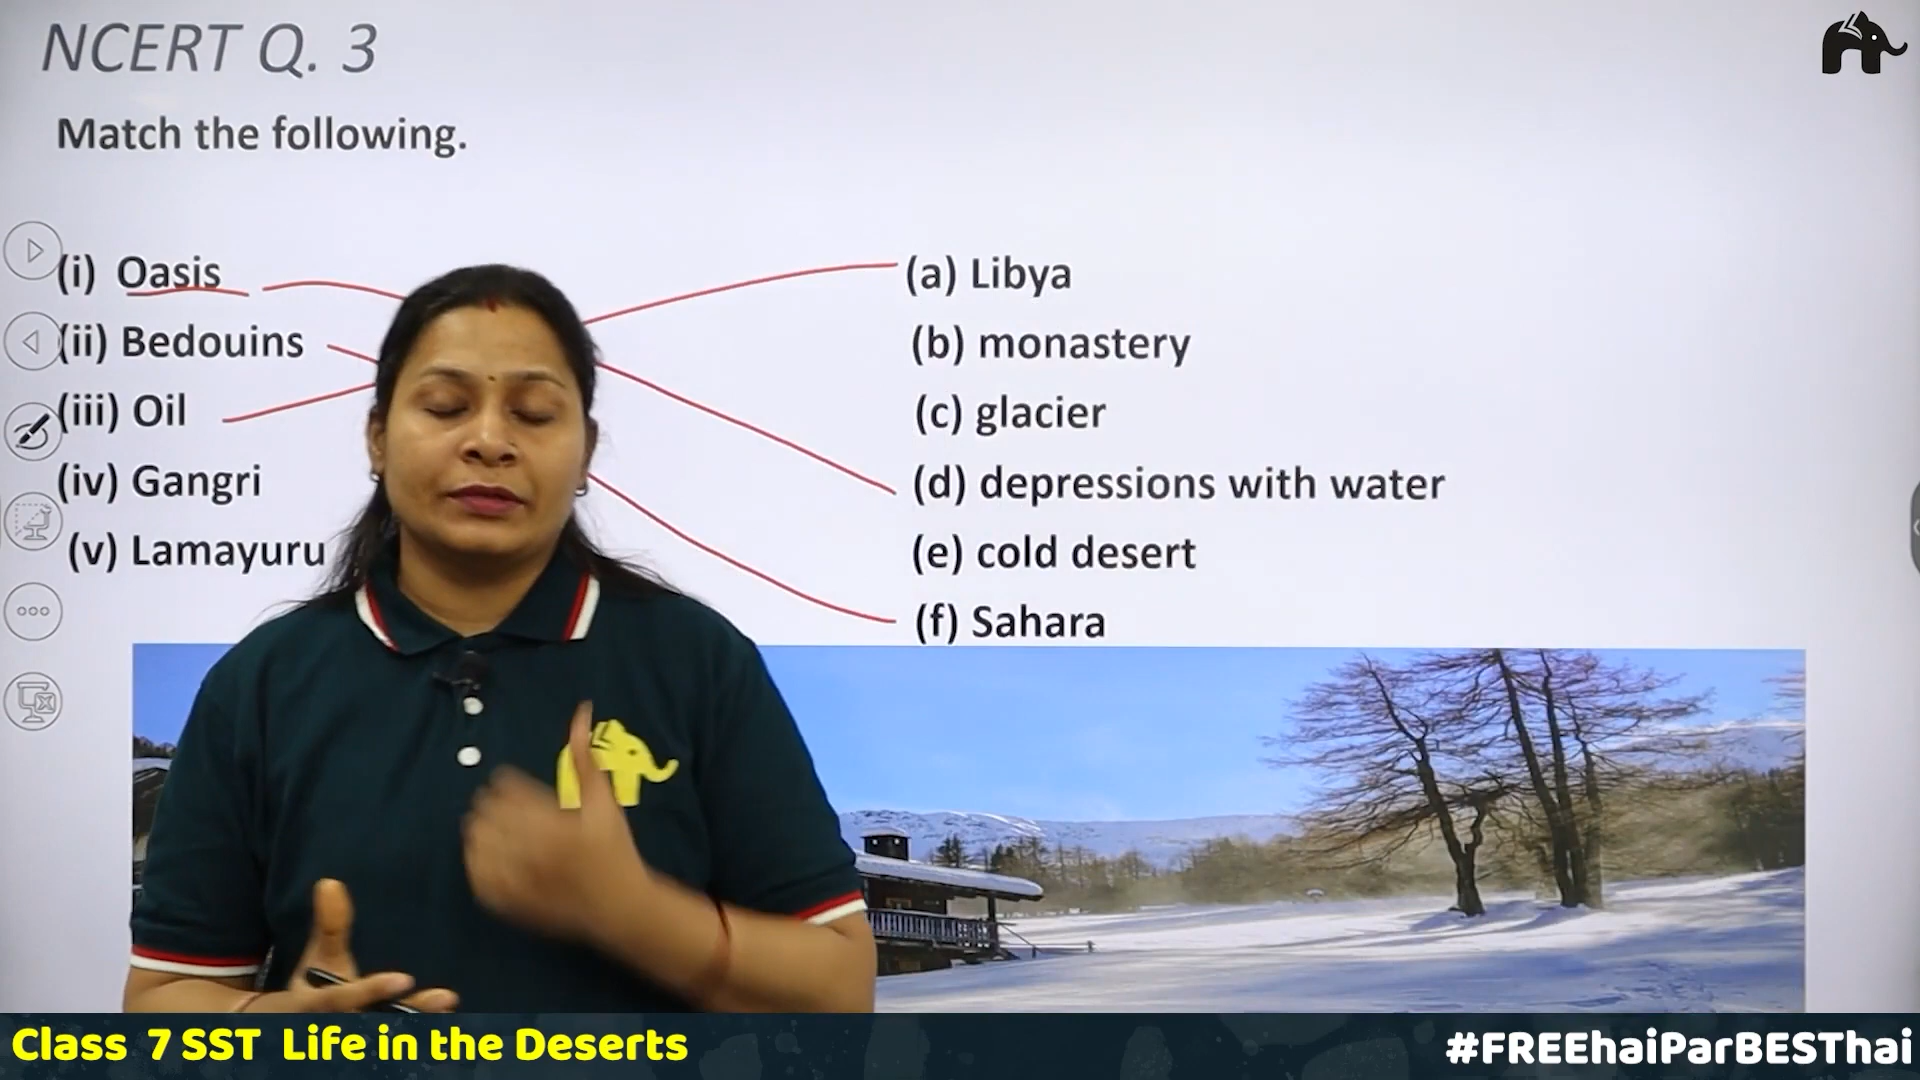 NCERT Q. 3
Match the following.
(i) Oasis
(a) Libya
(ii) Bedouins
(b) monastery
(iii) Oil
(c) glacier
(iv) Gangri
(d) depressions with water
(v) Lamayuru
(e) cold desert
(f) Sahara
Class 7 SST Life in the Deserts
#FREEhaiParBESThai